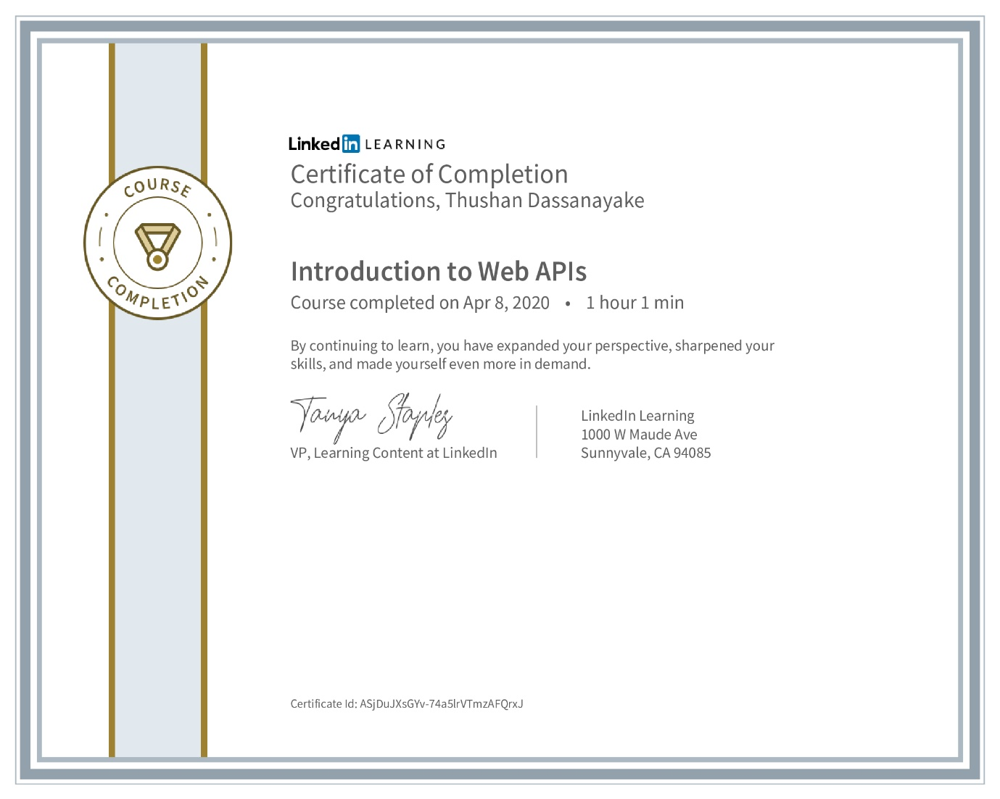 LinkedIn LEARNING
Certificate of Completion
Congratulations, Thushan Dassanayake
COURSE
COMPLETION
Introduction to Web APIs
Course completed on Apr 8, 2020 • 1 hour 1 min
By continuing to learn, you have expanded your perspective, sharpened your
skills, and made yourself even more in demand.
Tanya Staples
VP, Learning Content at LinkedIn
LinkedIn Learning
1000 W Maude Ave
Sunnyvale, CA 94085
Certificate Id: ASjDuJXsGYv-74a5lrVTmzAFQrxJ